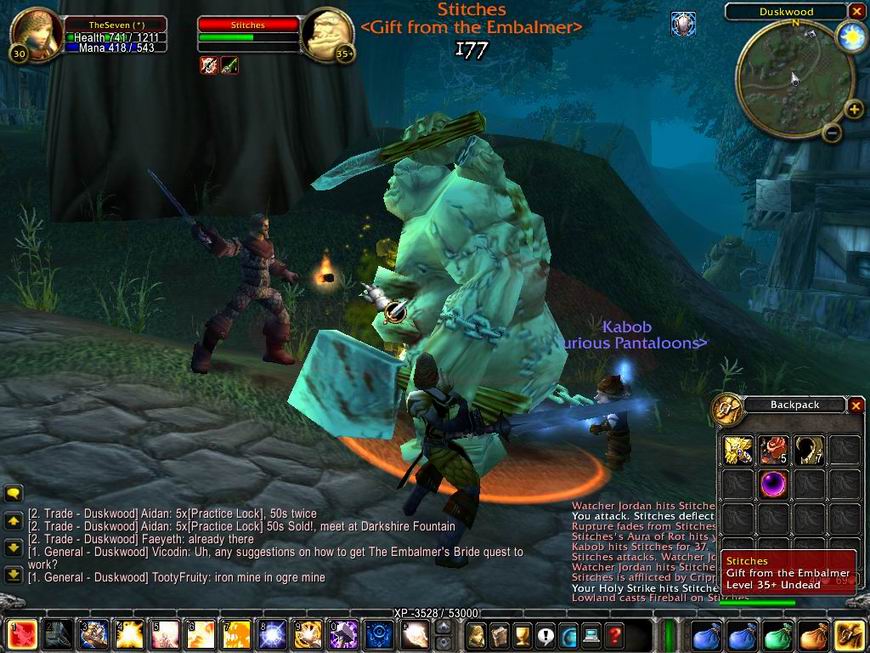 Stitches
<Gift from the Embalmer>
177
TheSeven (*)
Health 741 / 1211
Mana 418 / 543
30
Stitches
35+
Duskwood
N
Kabob
urious Pantaloons>
Backpack
5
7
[2. Trade - Duskwood] Aidan: 5x[Practice Lock], 50s twice
[2. Trade - Duskwood] Aidan: 5x[Practice Lock] 50s Sold!, meet at Darkshire Fountain
[2. Trade - Duskwood] Faeyeth: already there
[1. General - Duskwood] Vicodin: Uh, any suggestions on how to get The Embalmer's Bride quest to
work?
[1. General - Duskwood] TootyFruity: iron mine in ogre mine
Watcher Jordan hits Stitche
You attack. Stitches deflect
Rupture fades from Stitches
Stitches's Aura of Rot hits y
Kabob hits Stitches for 37.
Stitches attacks. Watcher Jo
Watcher Jordan hits Stitche
Stitches is afflicted by Cripp
Your Holy Strike hits Stitche
Lowland casts Fireball on Stitches
Stitches
Gift from the Embalmer
Level 35+ Undead
XP -3528 / 53000